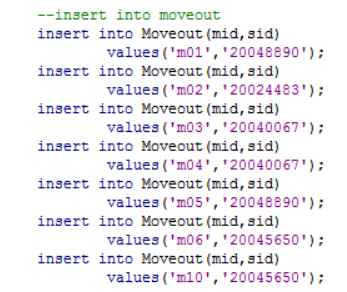 --insert into moveout
insert into Moveout(mid,sid)
values('m01','20048890');
insert into Moveout(mid,sid)
values('m02','20024483');
insert into Moveout(mid,sid)
values('m03','20040067');
insert into Moveout(mid,sid)
values('m04','20040067');
insert into Moveout(mid,sid)
values('m05','20048890');
insert into Moveout(mid,sid)
values('m06','20045650');
insert into Moveout(mid,sid)
values('m10','20045650');